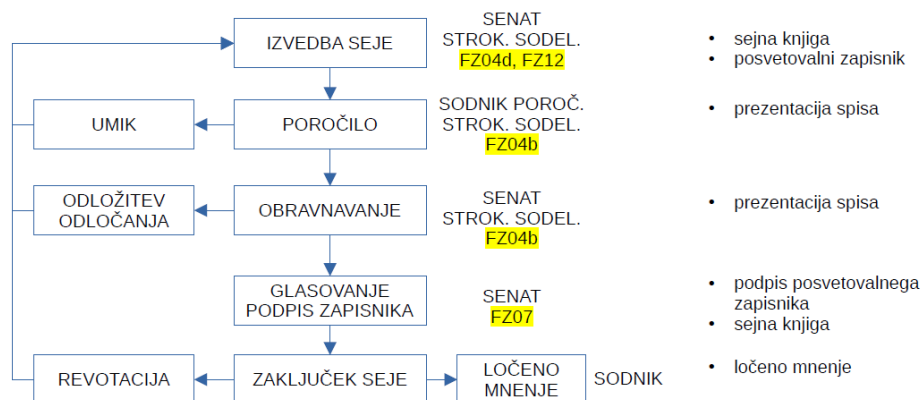 SENAT
STROK. SODEL.
FZ04d, FZ12
IZVEDBA SEJE
• sejna knjiga
• posvetovalni zapisnik
UMIK
POROČILO
SODNIK POROČ.
STROK. SODEL.
FZ04b
• prezentacija spisa
ODLOŽITEV
ODLOČANJA
OBRAVNAVANJE
SENAT
STROK. SODEL.
FZ04b
• prezentacija spisa
GLASOVANJE
PODPIS ZAPISNIKA
SENAT
FZ07
• podpis posvetovalnega
zapisnika
• sejna knjiga
REVOTACIJA
ZAKLJUČEK SEJE
LOČENO
MNENJE
SODNIK
• ločeno mnenje